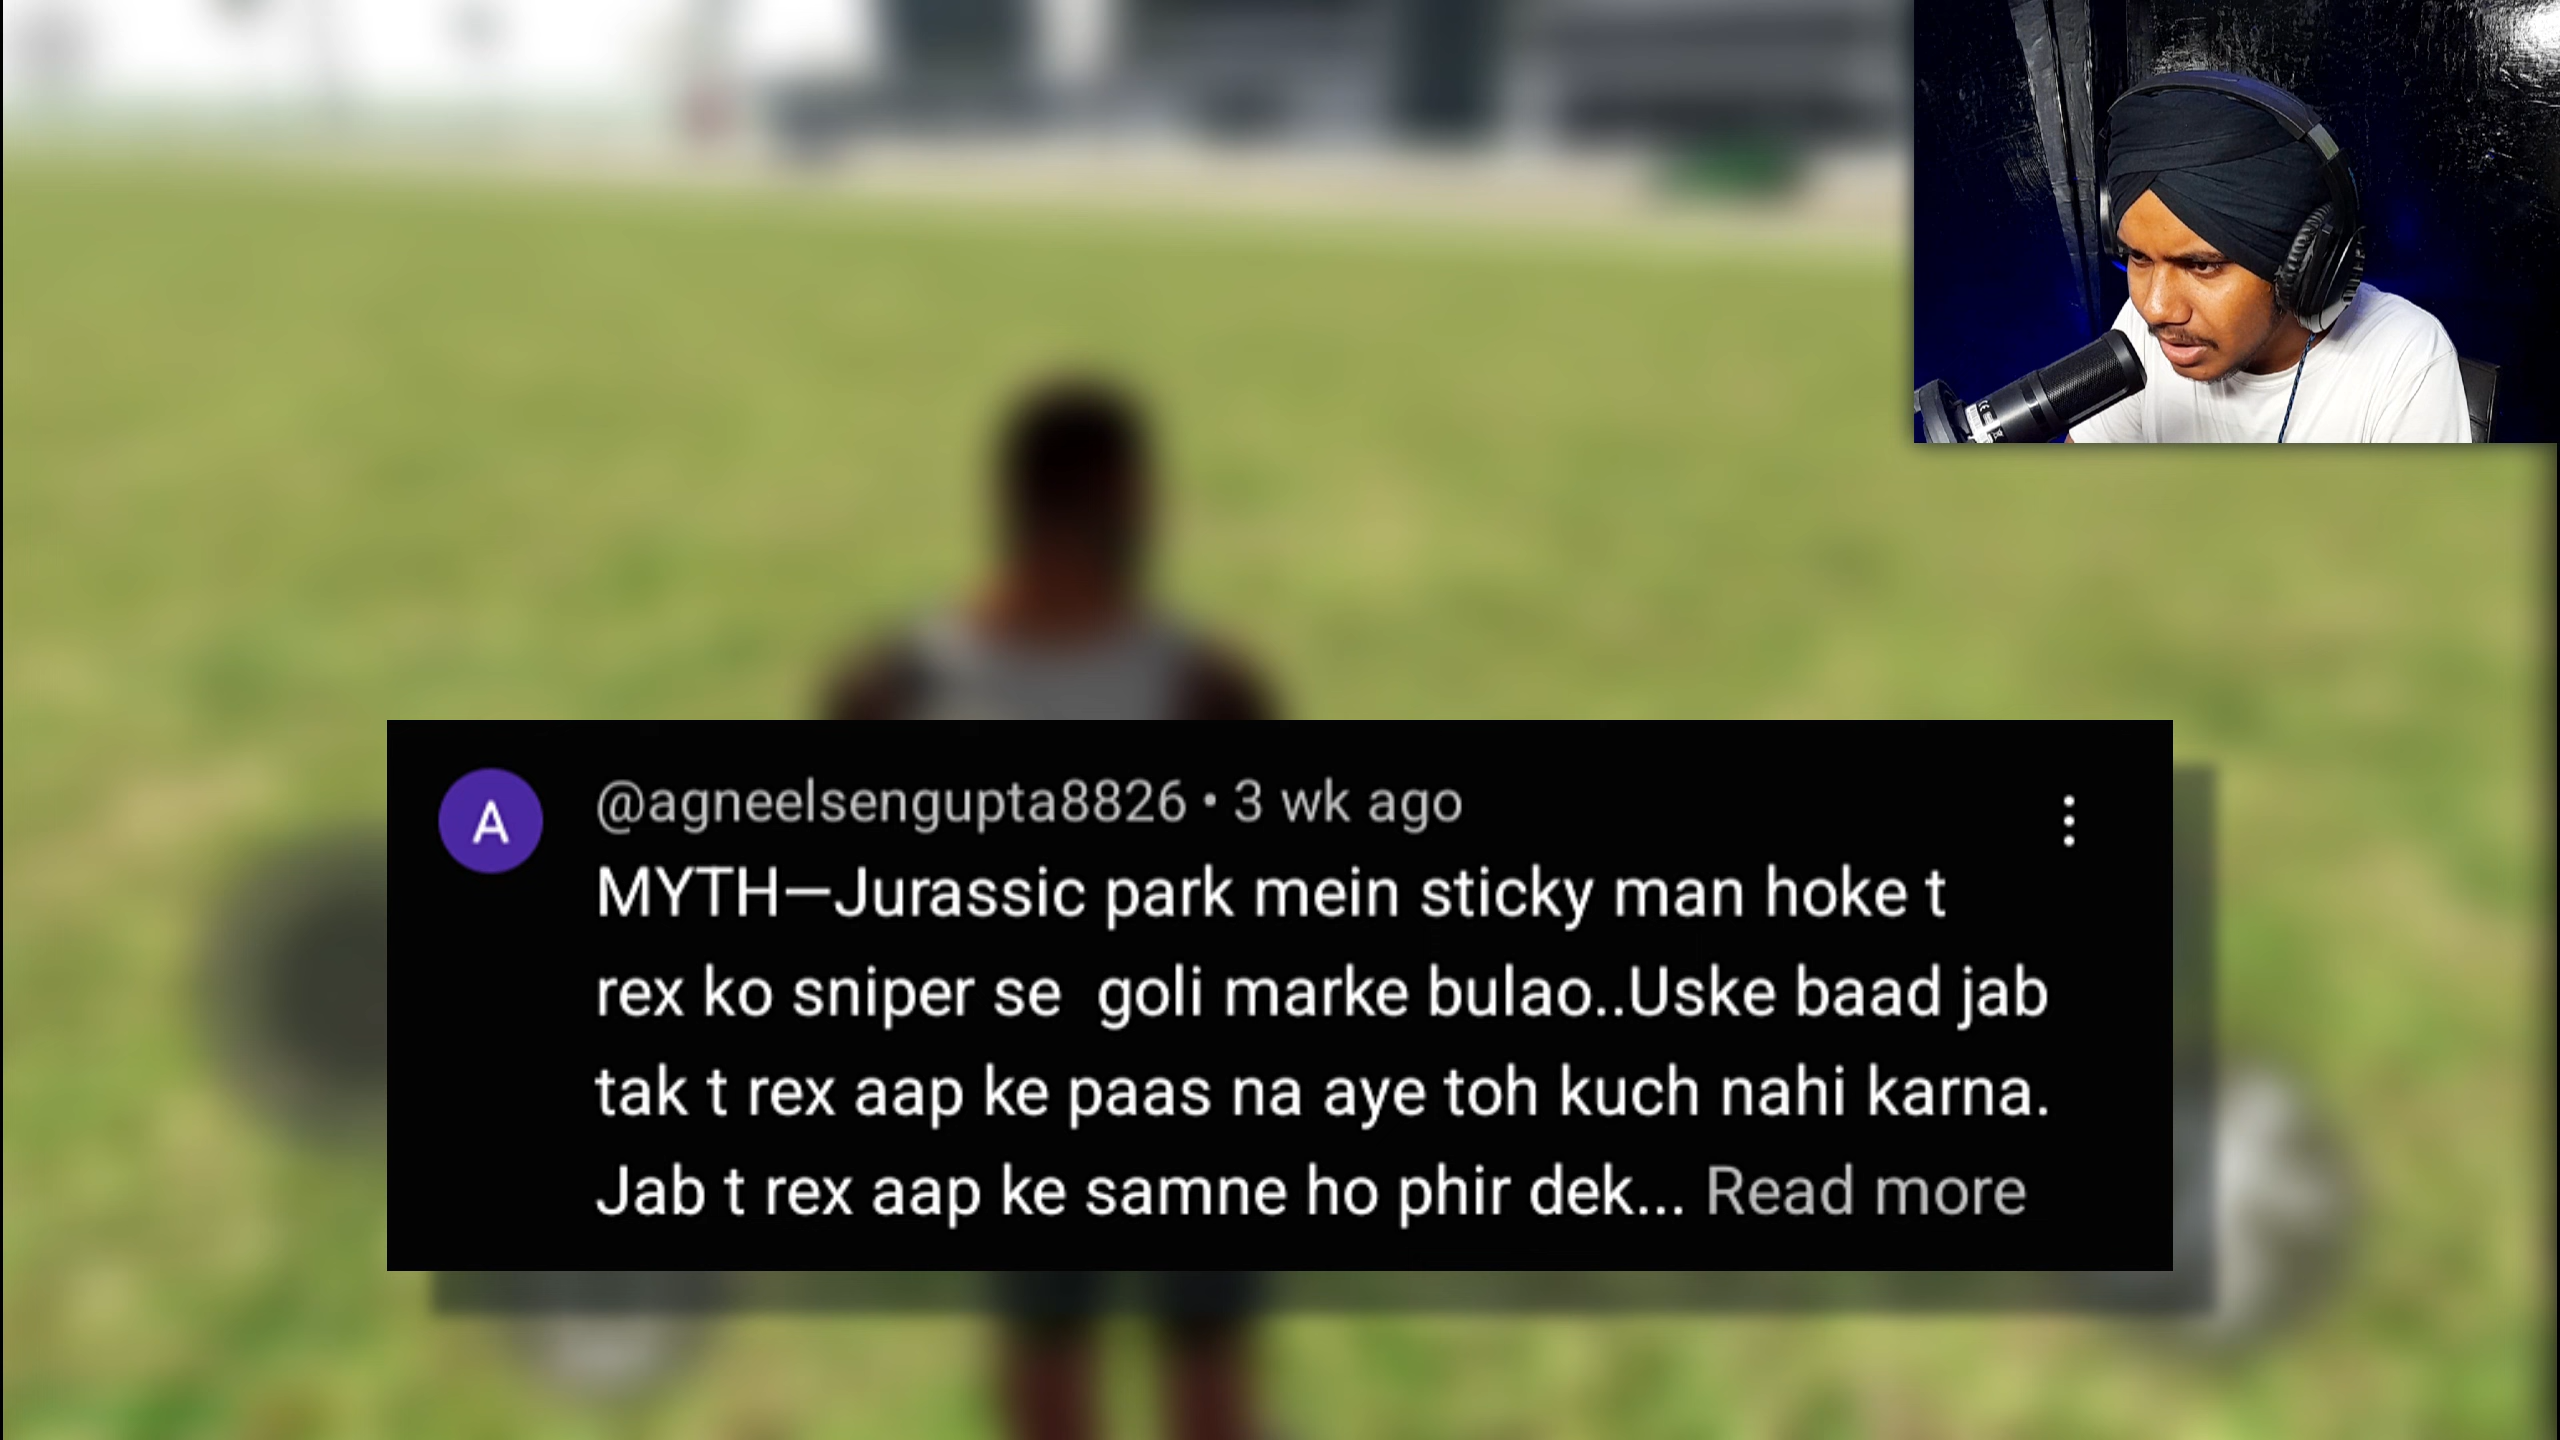 A
@agneelsengupta8826 • 3 wk ago
MYTH—Jurassic park mein sticky man hoke t
rex ko sniper se  goli marke bulao..Uske baad jab
tak t rex aap ke paas na aye toh kuch nahi karna.
Jab t rex aap ke samne ho phir dek... Read more